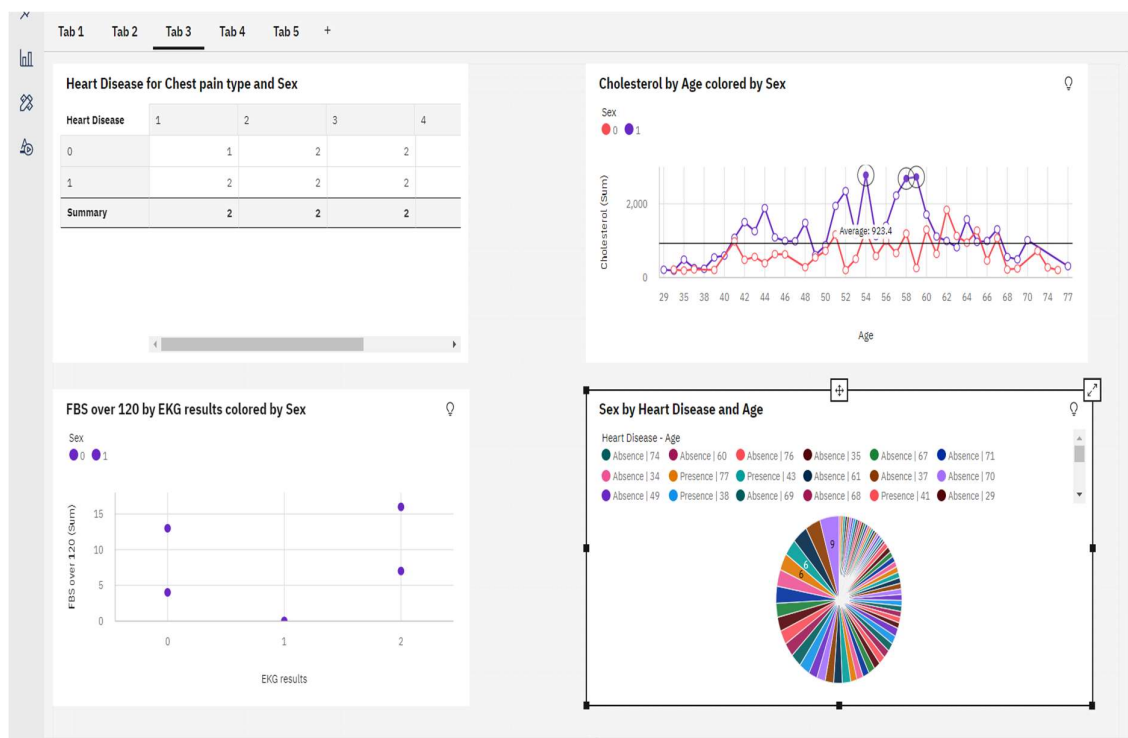 Tab 1 Tab 2 Tab 3 Tab 4 Tab 5 +
Heart Disease for Chest pain type and Sex
Heart Disease 1 2 3 4
0 1 2 2
1 2 2 2
Summary 2 2 2
Cholesterol by Age colored by Sex
Sex
0 1
Cholesterol (Sum)
2,000
Average: 923.4
0
29 35 38 40 42 44 46 48 50 52 54 56 58 60 62 64 66 68 70 74 77
Age
FBS over 120 by EKG results colored by Sex
Sex
0 1
FBS over 120 (Sum)
15
10
5
0
0 1 2
EKG results
Sex by Heart Disease and Age
Heart Disease - Age
Absence | 74 Absence | 60 Absence | 76 Absence | 35 Absence | 67 Absence | 71
Absence | 34 Presence | 77 Presence | 43 Absence | 61 Absence | 37 Absence | 70
Absence | 49 Presence | 38 Absence | 69 Absence | 68 Presence | 41 Absence | 29
9
6
6